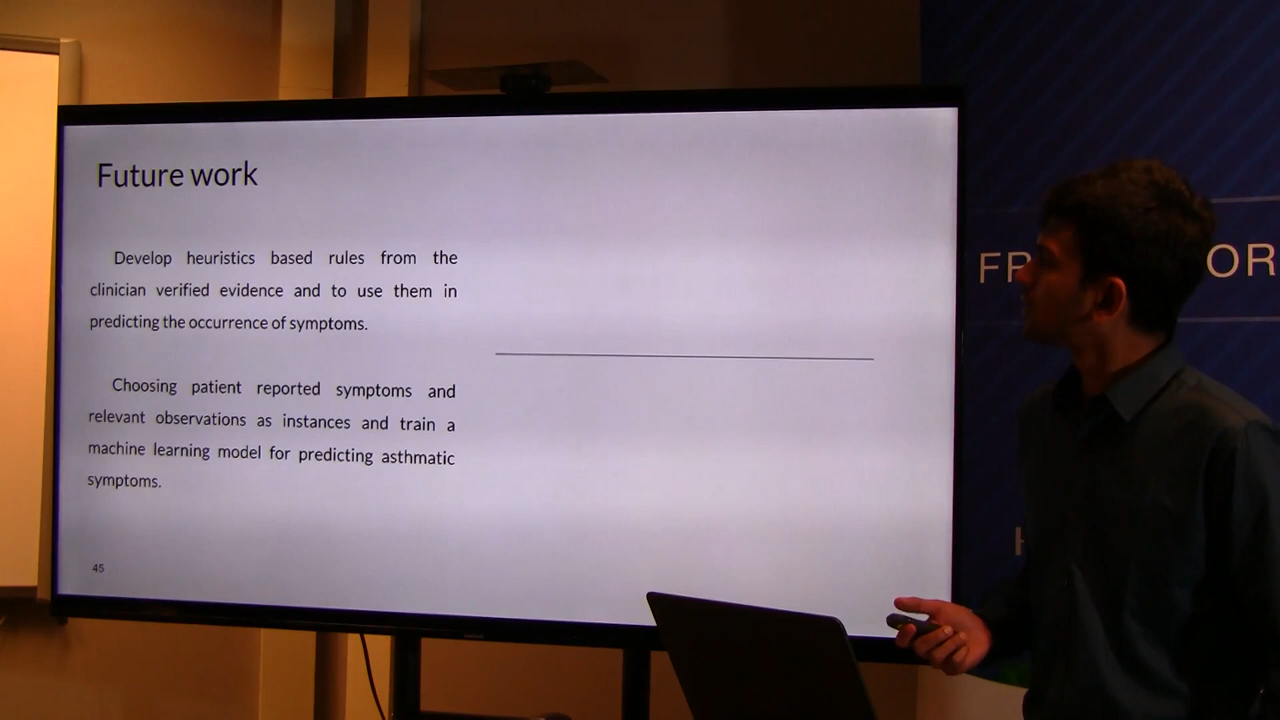 Future work
Develop heuristics based rules from the
clinician verified evidence and to use them in
predicting the occurrence of symptoms.
Choosing patient reported symptoms and
relevant observations as instances and train a
machine learning model for predicting asthmatic
symptoms.
45